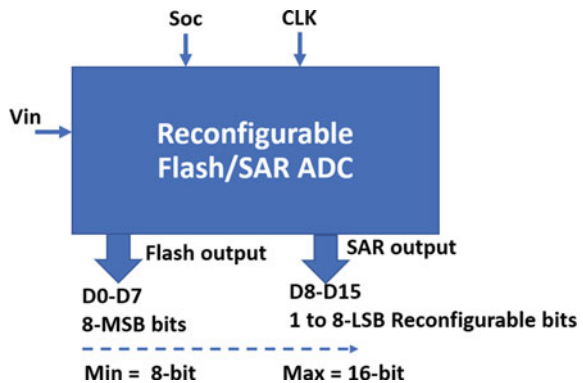 Soc
CLK
Vin
Reconfigurable
Flash/SAR ADC
Flash output
SAR output
D0-D7
8-MSB bits
D8-D15
1 to 8-LSB Reconfigurable bits
Min = 8-bit
Max = 16-bit